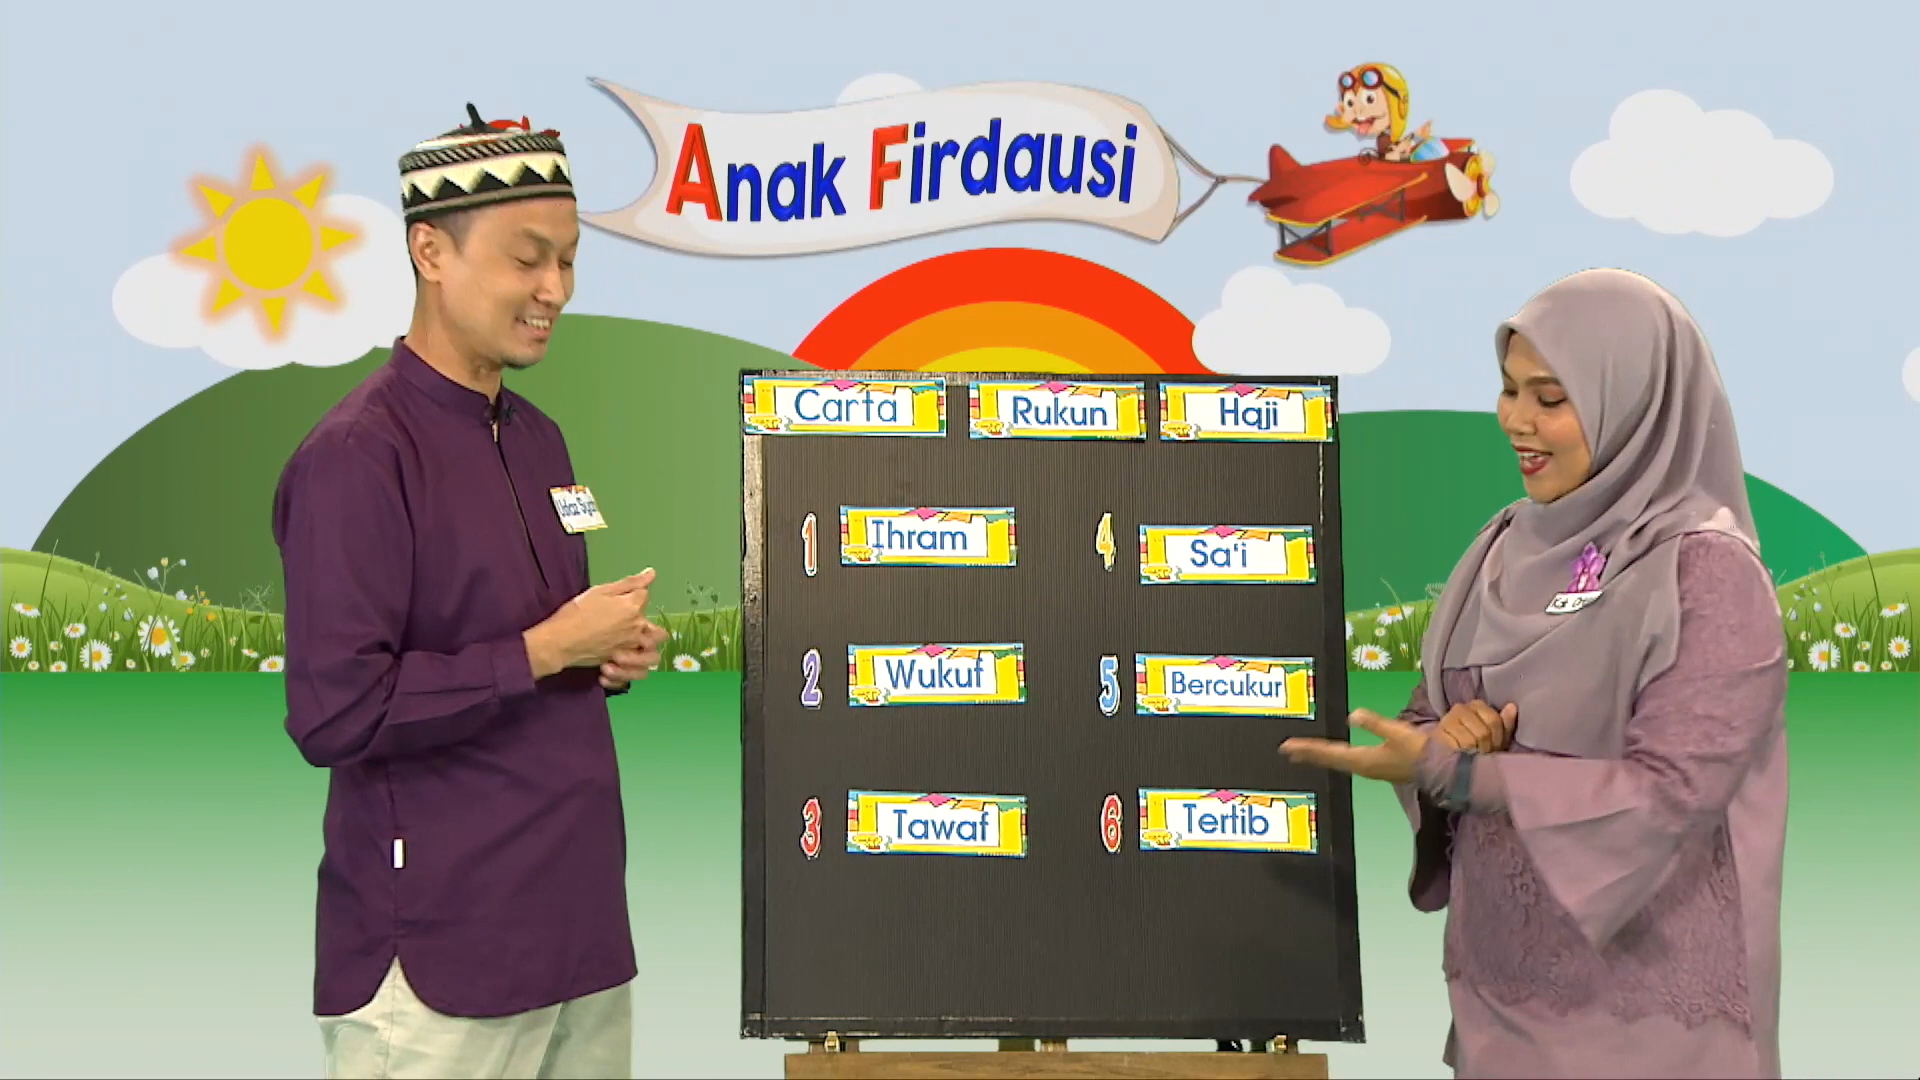 Anak Firdausi
Carta Rukun Haji
1 Ihram
2 Wukuf
3 Tawaf
4 Sa'i
5 Bercukur
6 Tertib